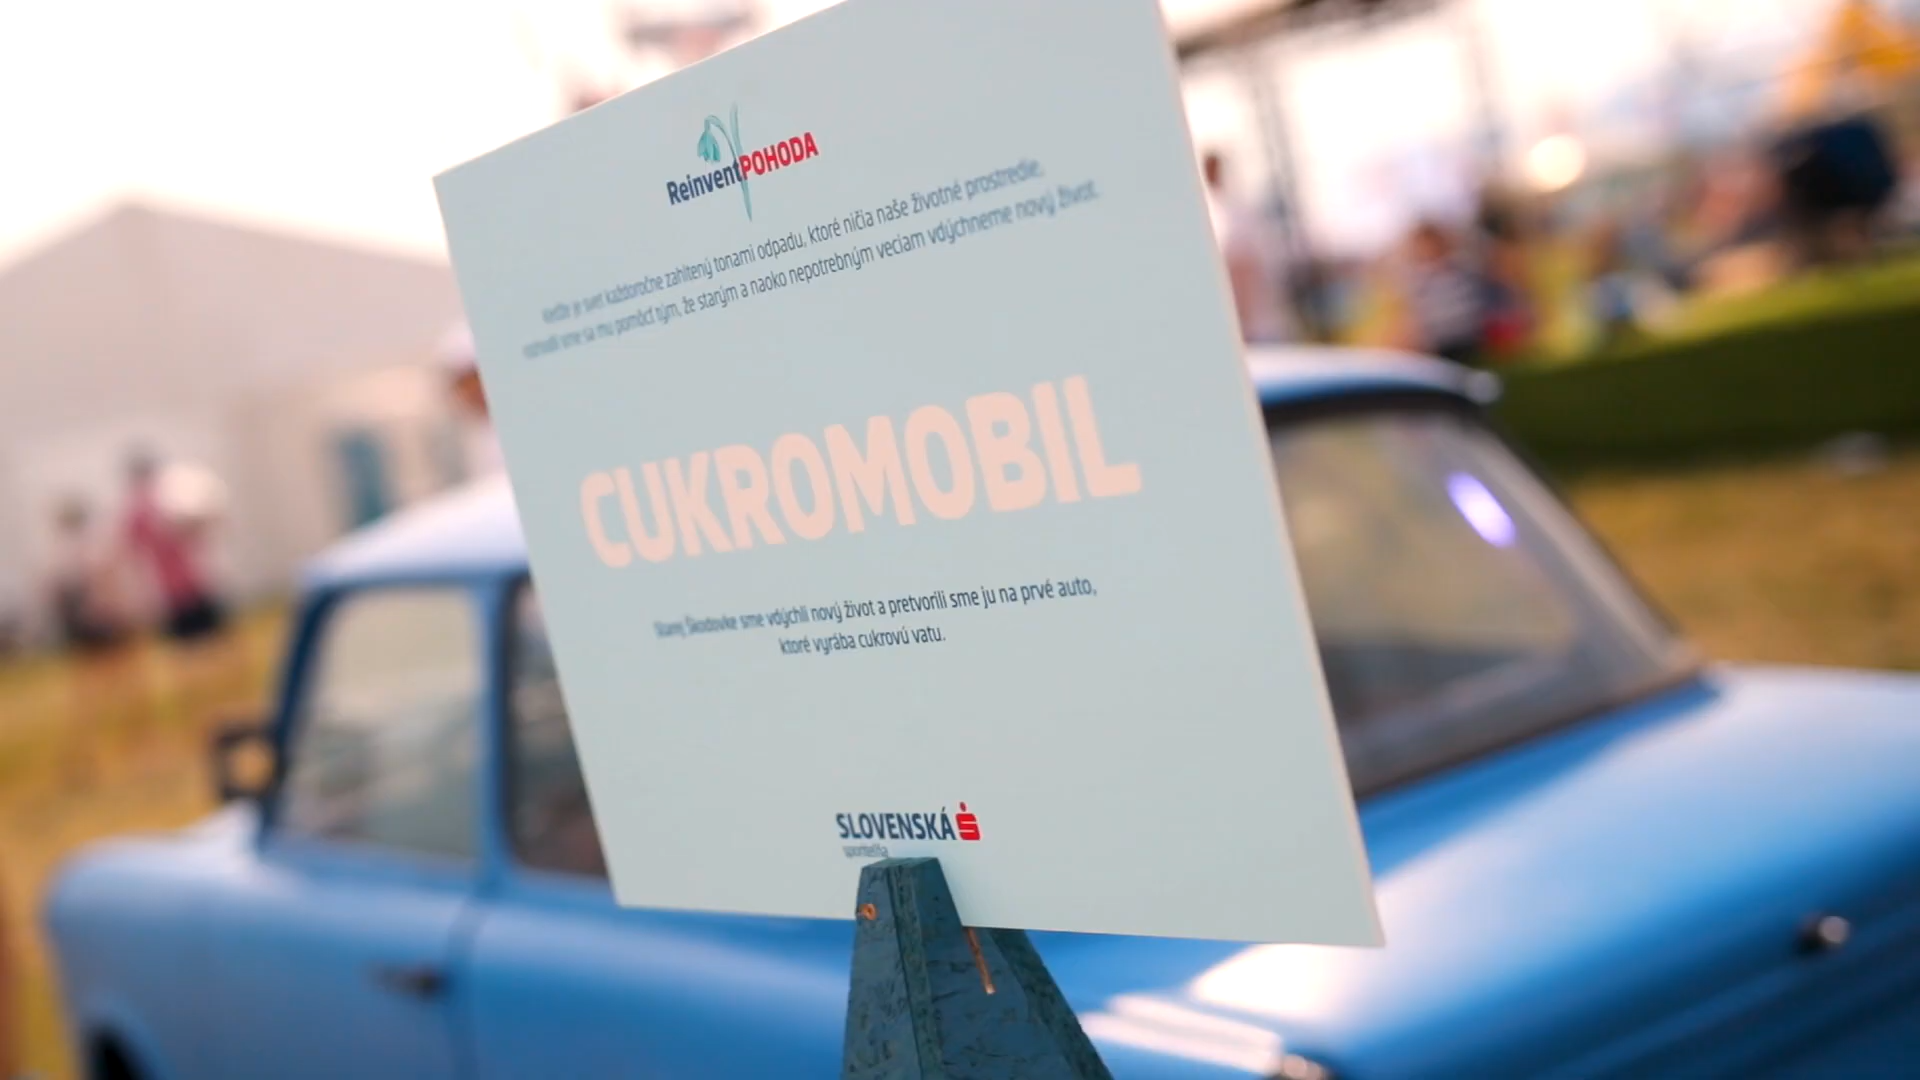 ReinventPOHODA
Keďže je svet každoročne zahltený tonami odpadu, ktoré ničia naše životné prostredie,
rozhodli sme sa mu pomôcť tým, že starým a naoko nepotrebným veciam vdýchneme nový život.
CUKROMOBIL
Starej Škodovke sme vdýchli nový život a pretvorili sme ju na prvé auto,
ktoré vyrába cukrovú vatu.
SLOVENSKÁ
sporiteľňa